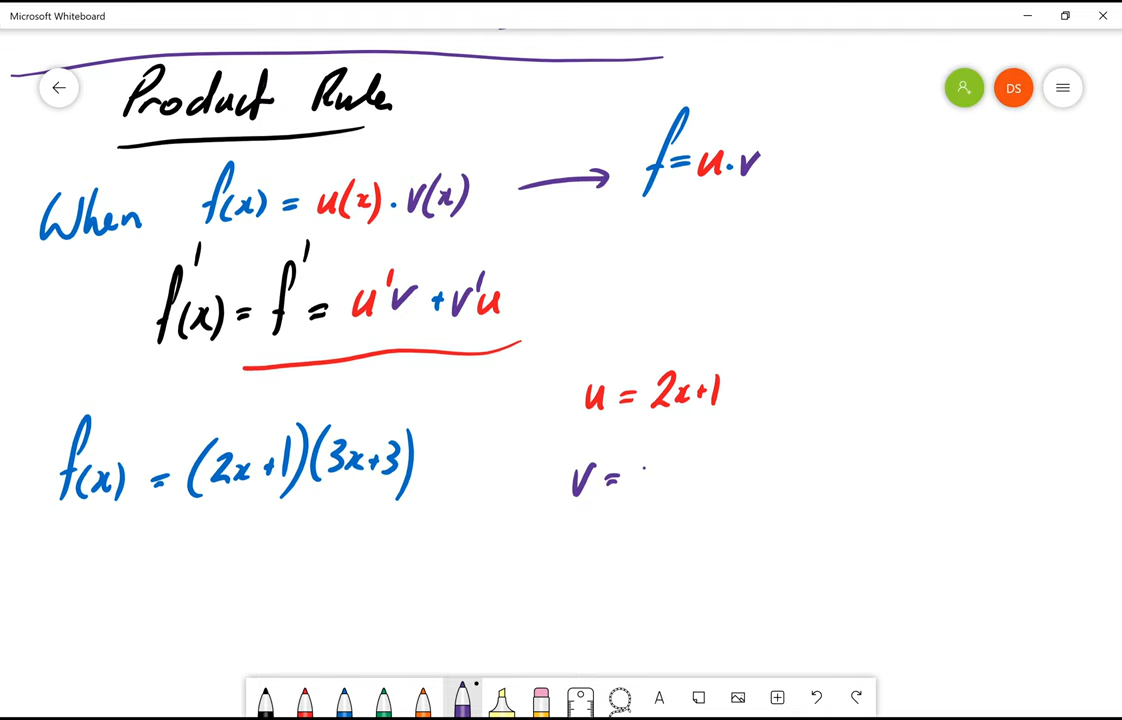 Microsoft Whiteboard
DS
Product Rule
When f(x) = u(x) · v(x) → f = u · v
f'(x) = f' = u'v + v'u
u = 2x+1
f(x) = (2x+1)(3x+3)
v =
A